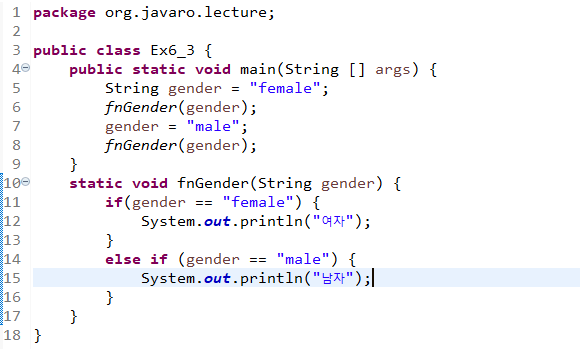 1 package org.javaro.lecture;
2
3 public class Ex6_3 {
4     public static void main(String [] args) {
5         String gender = "female";
6         fnGender(gender);
7         gender = "male";
8         fnGender(gender);
9     }
10     static void fnGender(String gender) {
11         if(gender == "female") {
12             System.out.println("여자");
13         }
14         else if (gender == "male") {
15             System.out.println("남자");
16         }
17     }
18 }